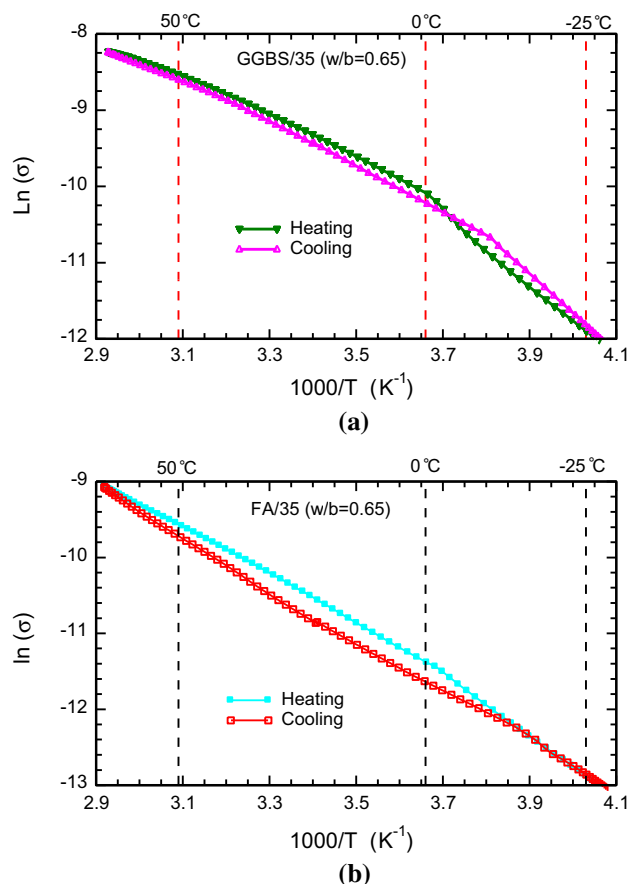 50°C 0°C -25°C
-8
GGBS/35 (w/b=0.65)
-9
-10
Ln (σ)
Heating
Cooling
-11
-12
2.9 3.1 3.3 3.5 3.7 3.9 4.1
1000/T (K⁻¹)
(a)
50°C 0°C -25°C
-9
FA/35 (w/b=0.65)
-10
ln (σ)
-11
Heating
-12
Cooling
-13
2.9 3.1 3.3 3.5 3.7 3.9 4.1
1000/T (K⁻¹)
(b)